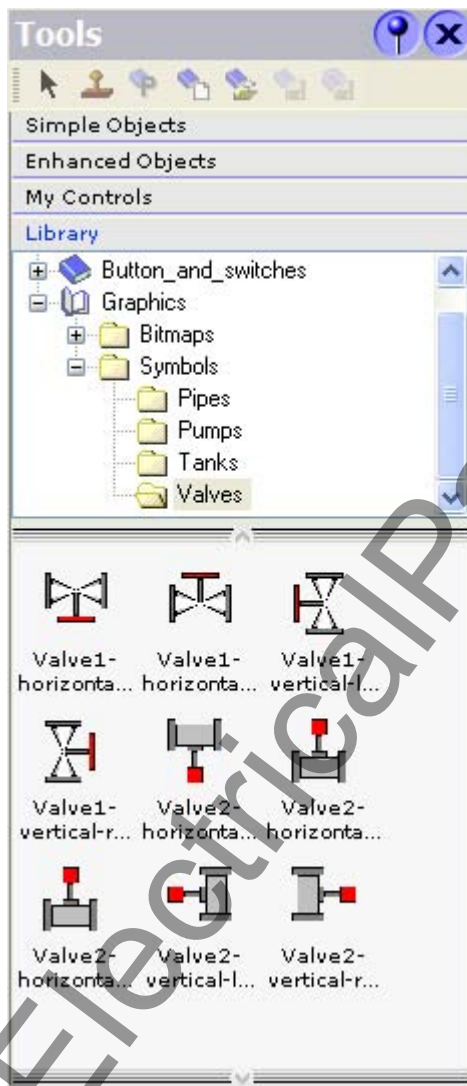 Tools
Simple Objects
Enhanced Objects
My Controls
Library
Button_and_switches
Graphics
Bitmaps
Symbols
Pipes
Pumps
Tanks
Valves
Valve1-
horizonta...
Valve1-
horizonta...
Valve1-
vertical-l...
Valve1-
vertical-r...
Valve2-
horizonta...
Valve2-
horizonta...
Valve2-
horizonta...
Valve2-
vertical-l...
Valve2-
vertical-r...
ElectricalPo